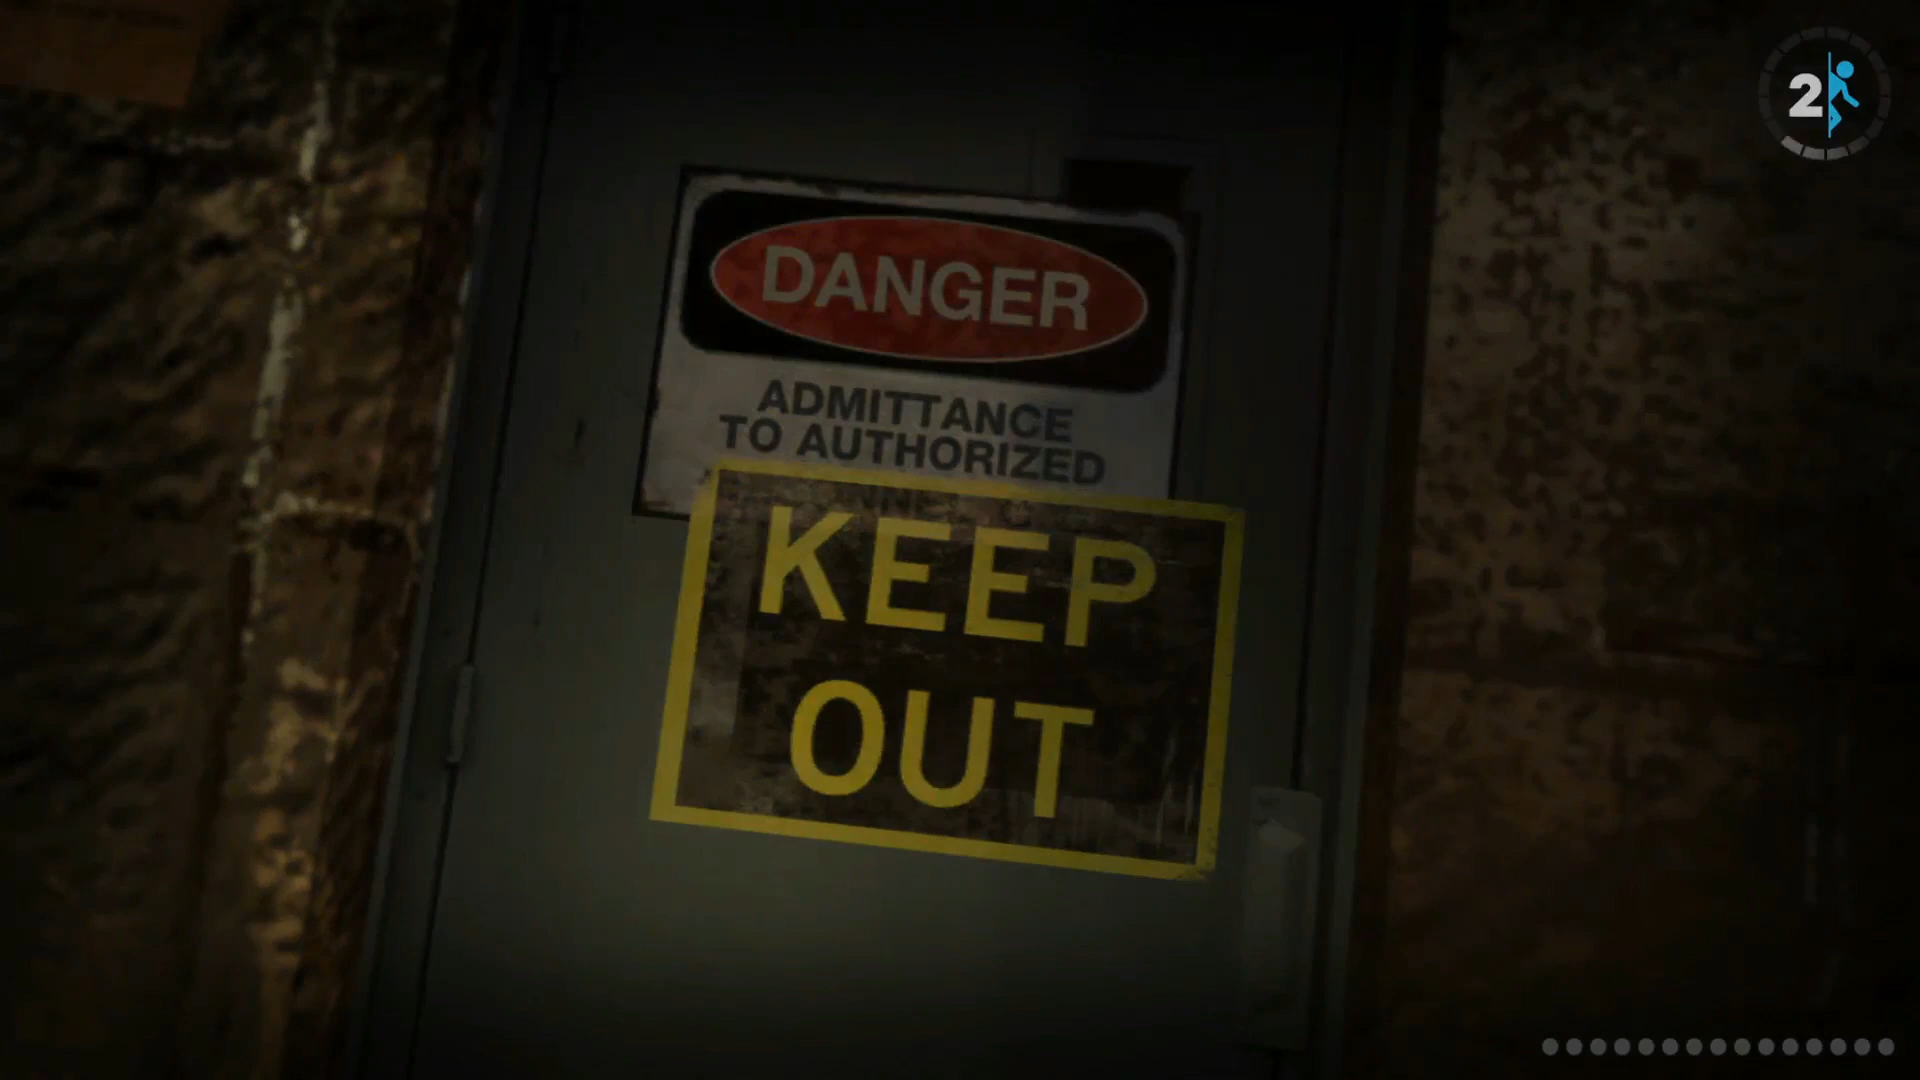 2
DANGER
ADMITTANCE
TO AUTHORIZED
KEEP
OUT